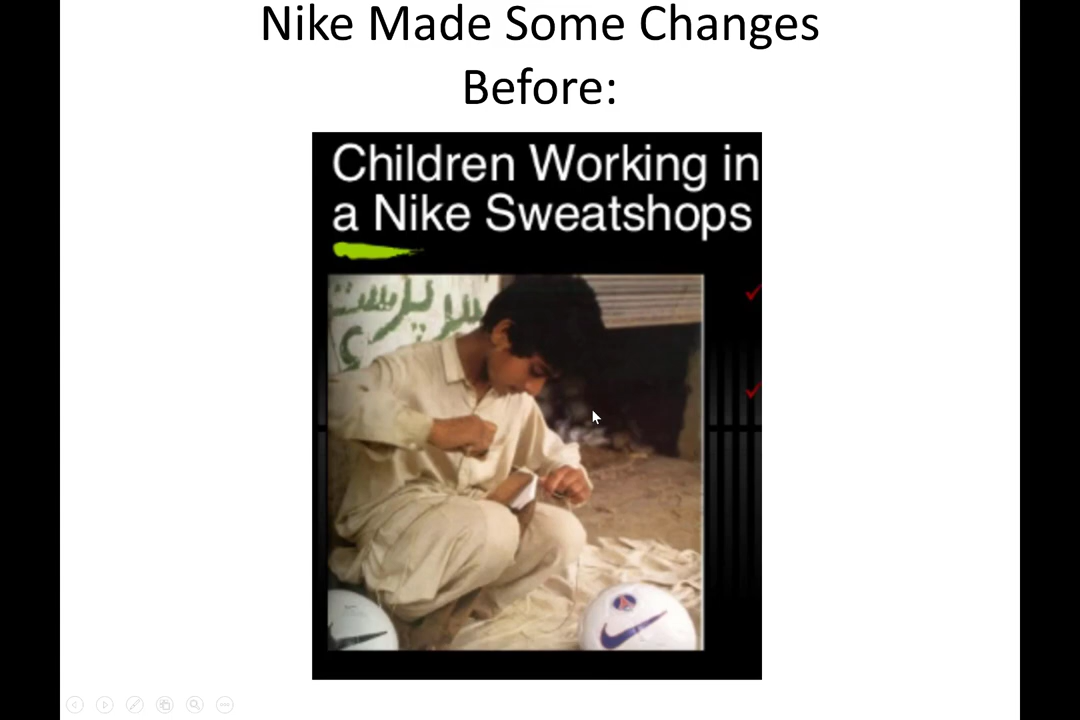 Nike Made Some Changes
Before:
Children Working in
a Nike Sweatshops